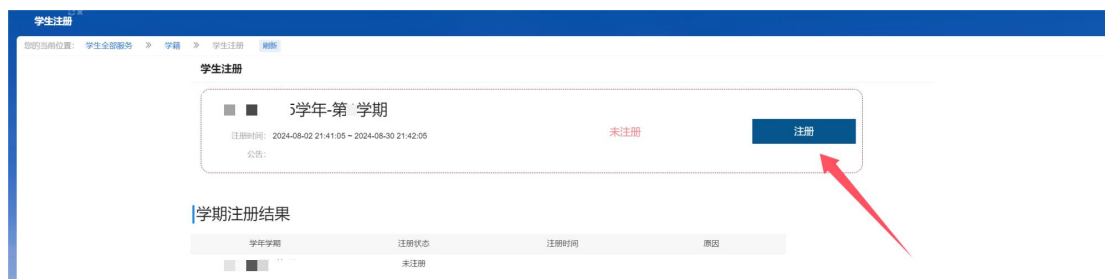 学生注册
您的当前位置： 学生全部服务 » 学籍 » 学生注册 刷新
学生注册
5学年-第 学期
注册时间： 2024-08-02 21:41:05 ~ 2024-08-30 21:42:05
未注册
注册
公告：
学期注册结果
学年学期 注册状态 注册时间 原因
未注册